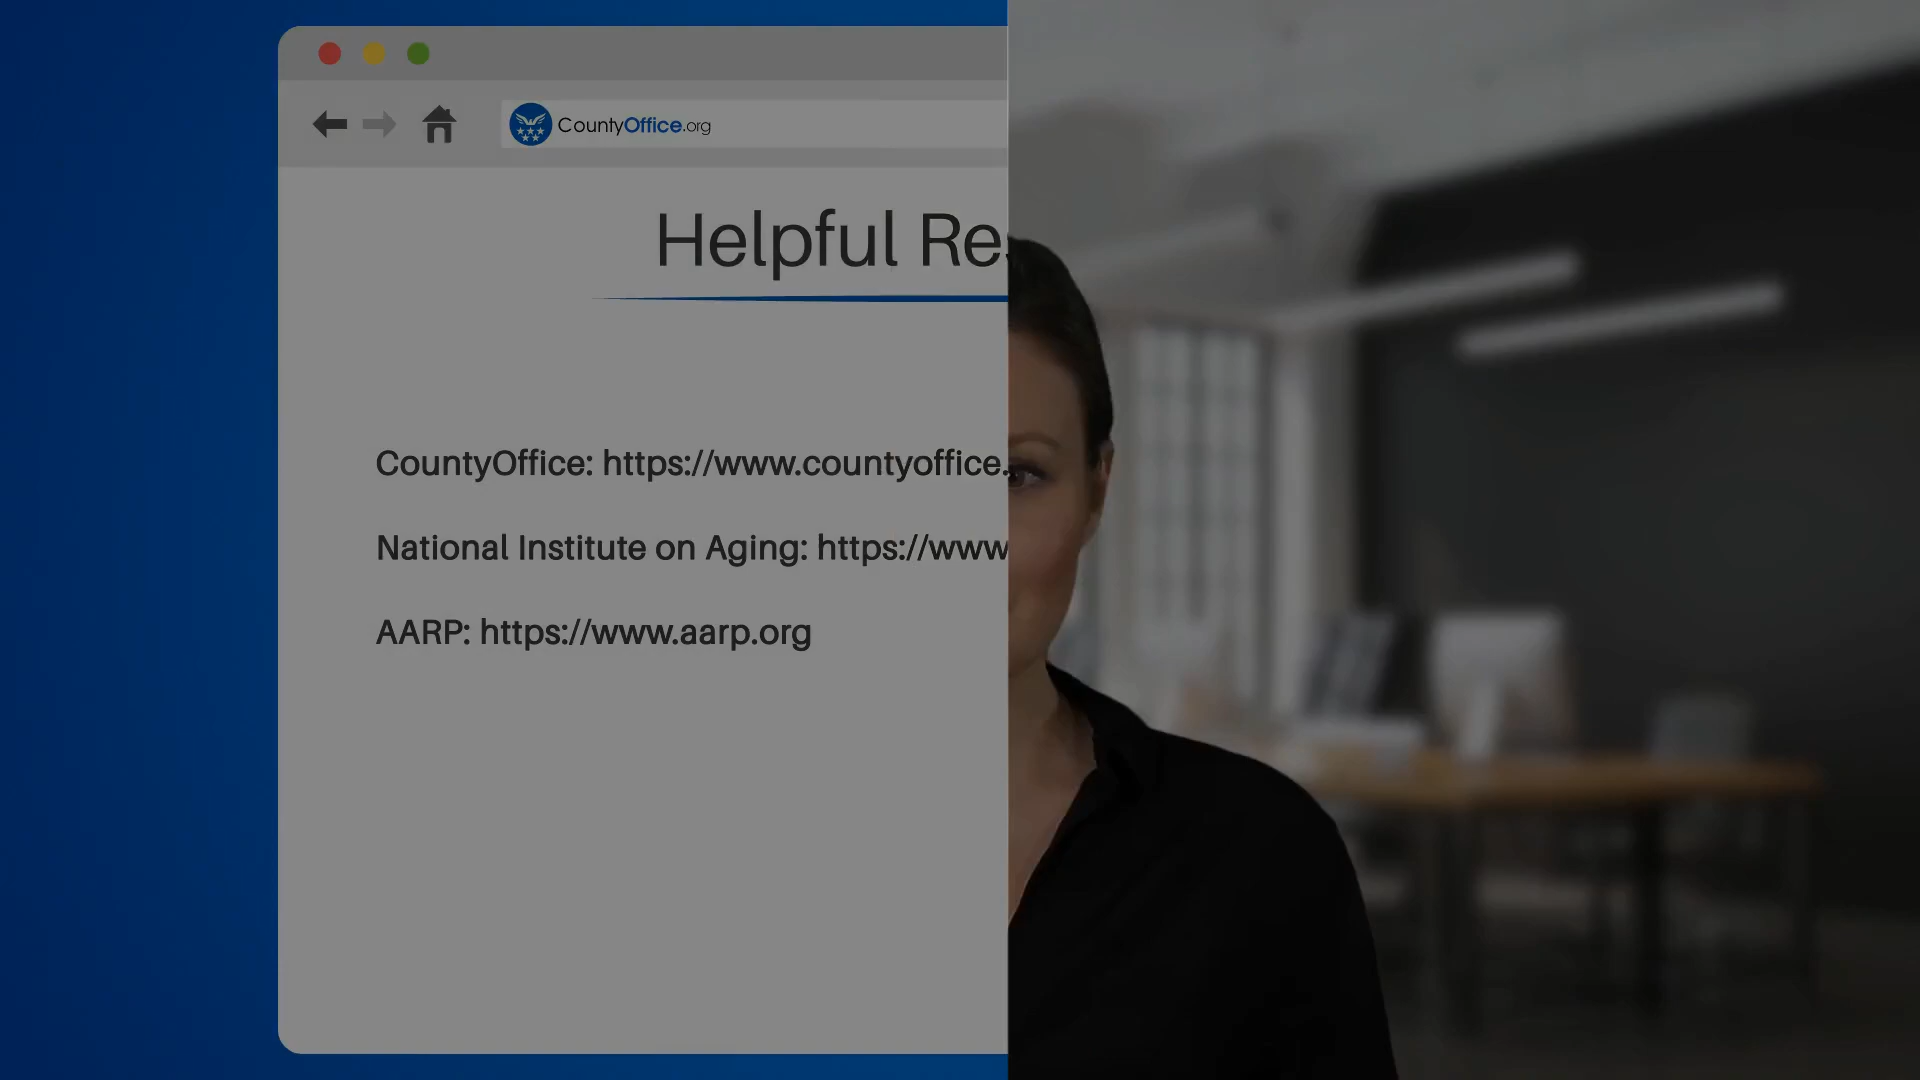 CountyOffice.org
Helpful Re
CountyOffice: https://www.countyoffice.
National Institute on Aging: https://www
AARP: https://www.aarp.org